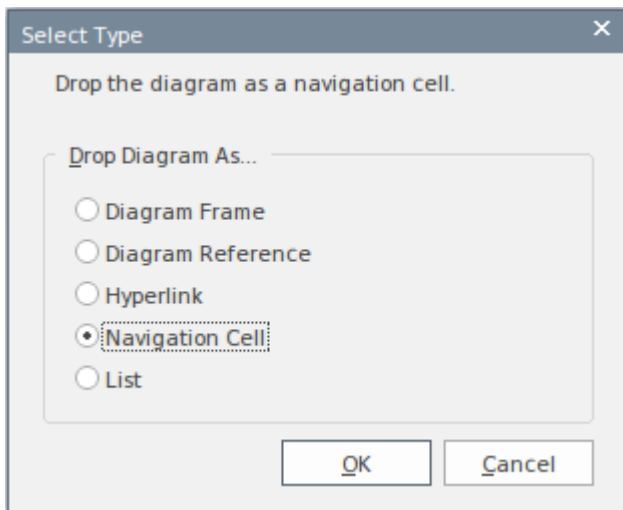 Select Type
Drop the diagram as a navigation cell.
Drop Diagram As...
Diagram Frame
Diagram Reference
Hyperlink
Navigation Cell
List
OK
Cancel